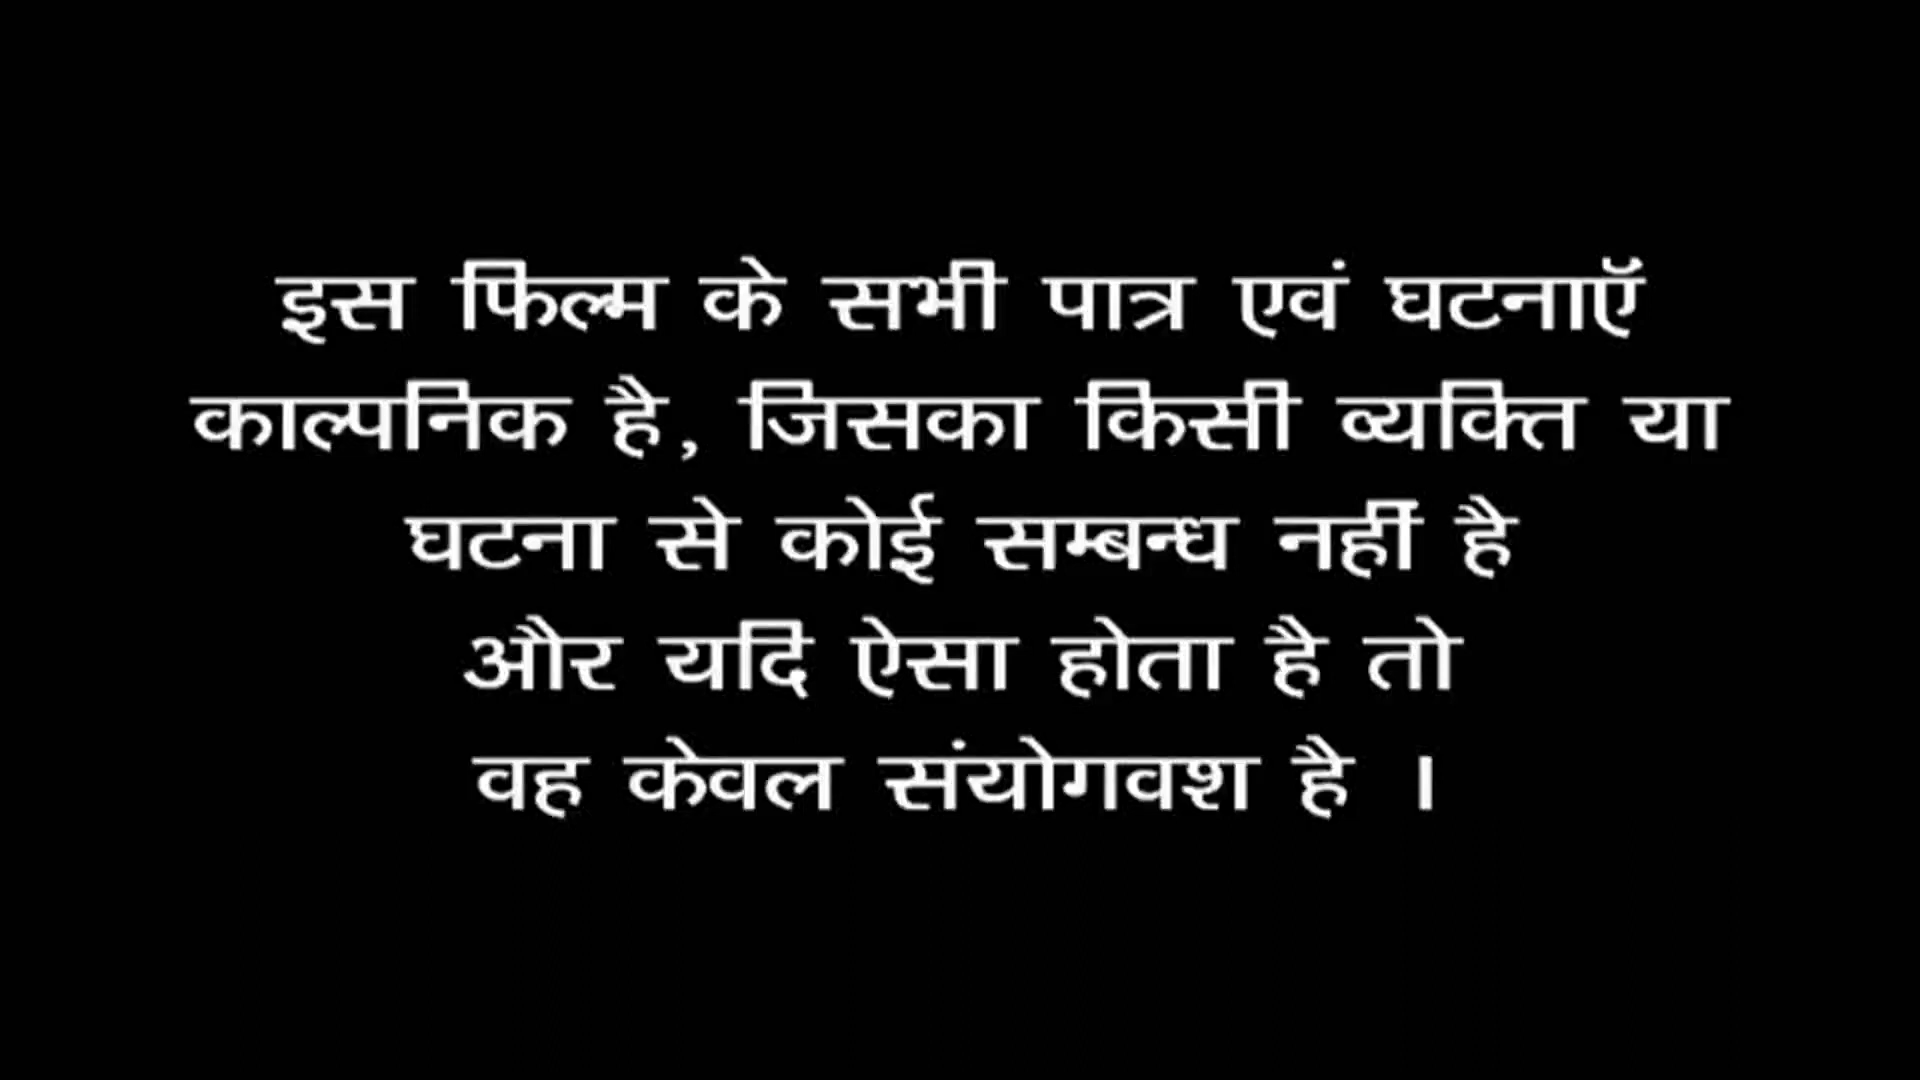 इस फिल्म के सभी पात्र एवं घटनाऍ
काल्पनिक है, जिसका किसी व्यक्ति या
घटना से कोई सम्बन्ध नहीं है
और यदि ऐसा होता है तो
वह केवल संयोगवश है ।